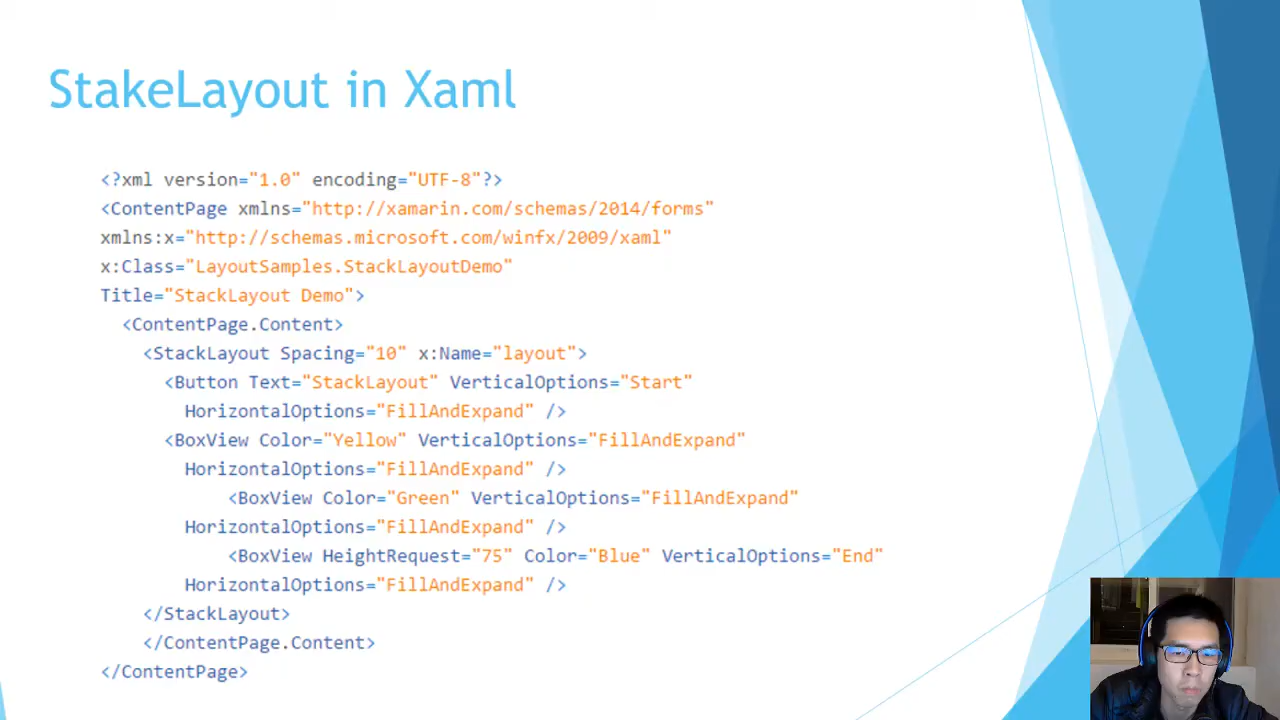 StakeLayout in Xaml
<?xml version="1.0" encoding="UTF-8"?>
<ContentPage xmlns="http://xamarin.com/schemas/2014/forms"
xmlns:x="http://schemas.microsoft.com/winfx/2009/xaml"
x:Class="LayoutSamples.StackLayoutDemo"
Title="StackLayout Demo">
<ContentPage.Content>
<StackLayout Spacing="10" x:Name="layout">
<Button Text="StackLayout" VerticalOptions="Start"
HorizontalOptions="FillAndExpand" />
<BoxView Color="Yellow" VerticalOptions="FillAndExpand"
HorizontalOptions="FillAndExpand" />
<BoxView Color="Green" VerticalOptions="FillAndExpand"
HorizontalOptions="FillAndExpand" />
<BoxView HeightRequest="75" Color="Blue" VerticalOptions="End"
HorizontalOptions="FillAndExpand" />
</StackLayout>
</ContentPage.Content>
</ContentPage>